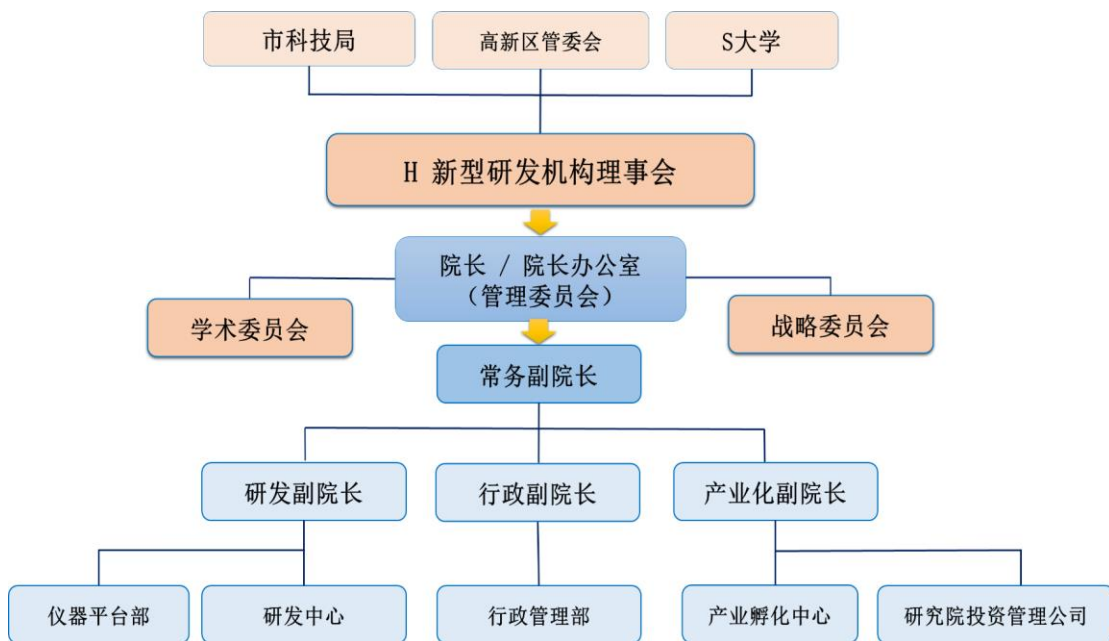 市科技局
高新区管委会
S大学
H 新型研发机构理事会
院长 / 院长办公室
（管理委员会）
学术委员会
战略委员会
常务副院长
研发副院长
行政副院长
产业化副院长
仪器平台部
研发中心
行政管理部
产业孵化中心
研究院投资管理公司